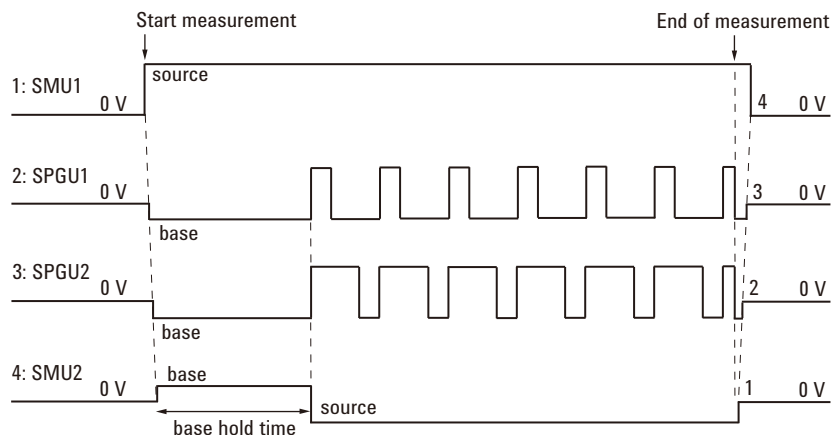 Start measurement
End of measurement
1: SMU1
0 V
source
4
0 V
2: SPGU1
0 V
base
3
0 V
3: SPGU2
0 V
base
2
0 V
4: SMU2
0 V
base
source
1
0 V
base hold time